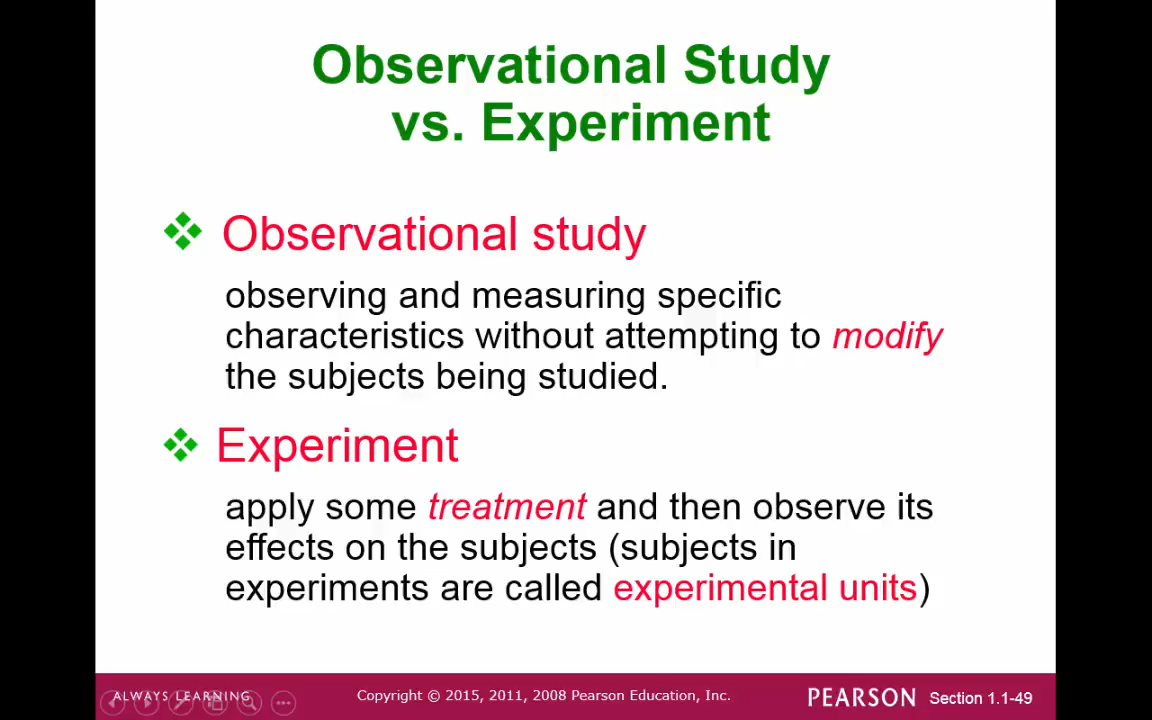 Observational Study
vs. Experiment
Observational study
observing and measuring specific
characteristics without attempting to modify
the subjects being studied.
Experiment
apply some treatment and then observe its
effects on the subjects (subjects in
experiments are called experimental units)
ALWAYS LEARNING
Copyright © 2015, 2011, 2008 Pearson Education, Inc.
PEARSON
Section 1.1-49